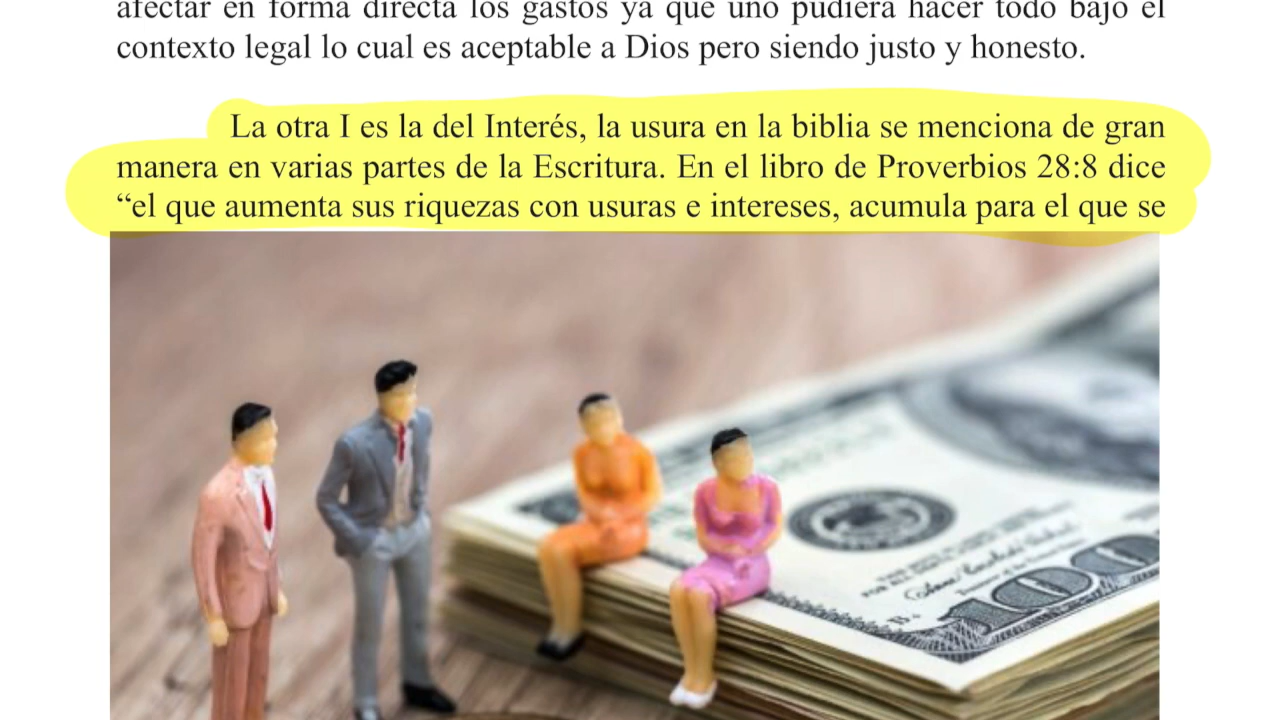 afectar en forma directa los gastos ya que uno pudiera hacer todo bajo el
contexto legal lo cual es aceptable a Dios pero siendo justo y honesto.
La otra I es la del Interés, la usura en la biblia se menciona de gran
manera en varias partes de la Escritura. En el libro de Proverbios 28:8 dice
“el que aumenta sus riquezas con usuras e intereses, acumula para el que se
100